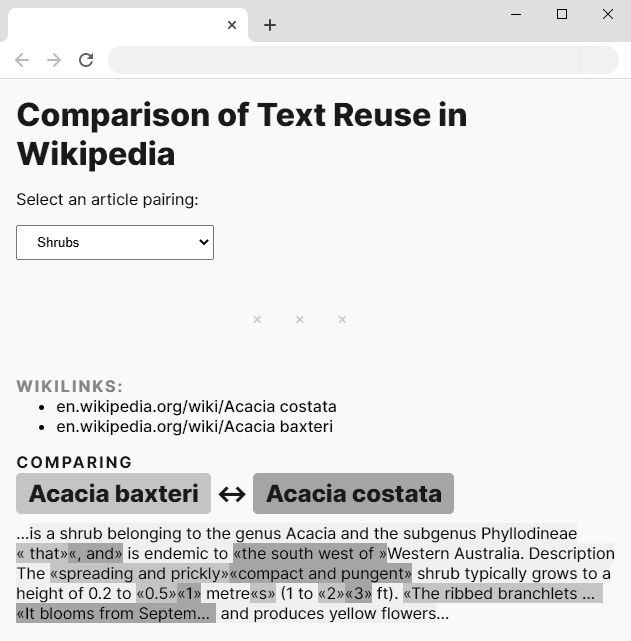 Comparison of Text Reuse in
Wikipedia
Select an article pairing:
Shrubs
× × ×
WIKILINKS:
• en.wikipedia.org/wiki/Acacia costata
• en.wikipedia.org/wiki/Acacia baxteri
COMPARING
Acacia baxteri ↔ Acacia costata
...is a shrub belonging to the genus Acacia and the subgenus Phyllodineae
« that»«, and» is endemic to «the south west of »Western Australia. Description
The «spreading and prickly»«compact and pungent» shrub typically grows to a
height of 0.2 to «0.5»«1» metre«s» (1 to «2»«3» ft). «The ribbed branchlets ...
«It blooms from Septem... and produces yellow flowers...